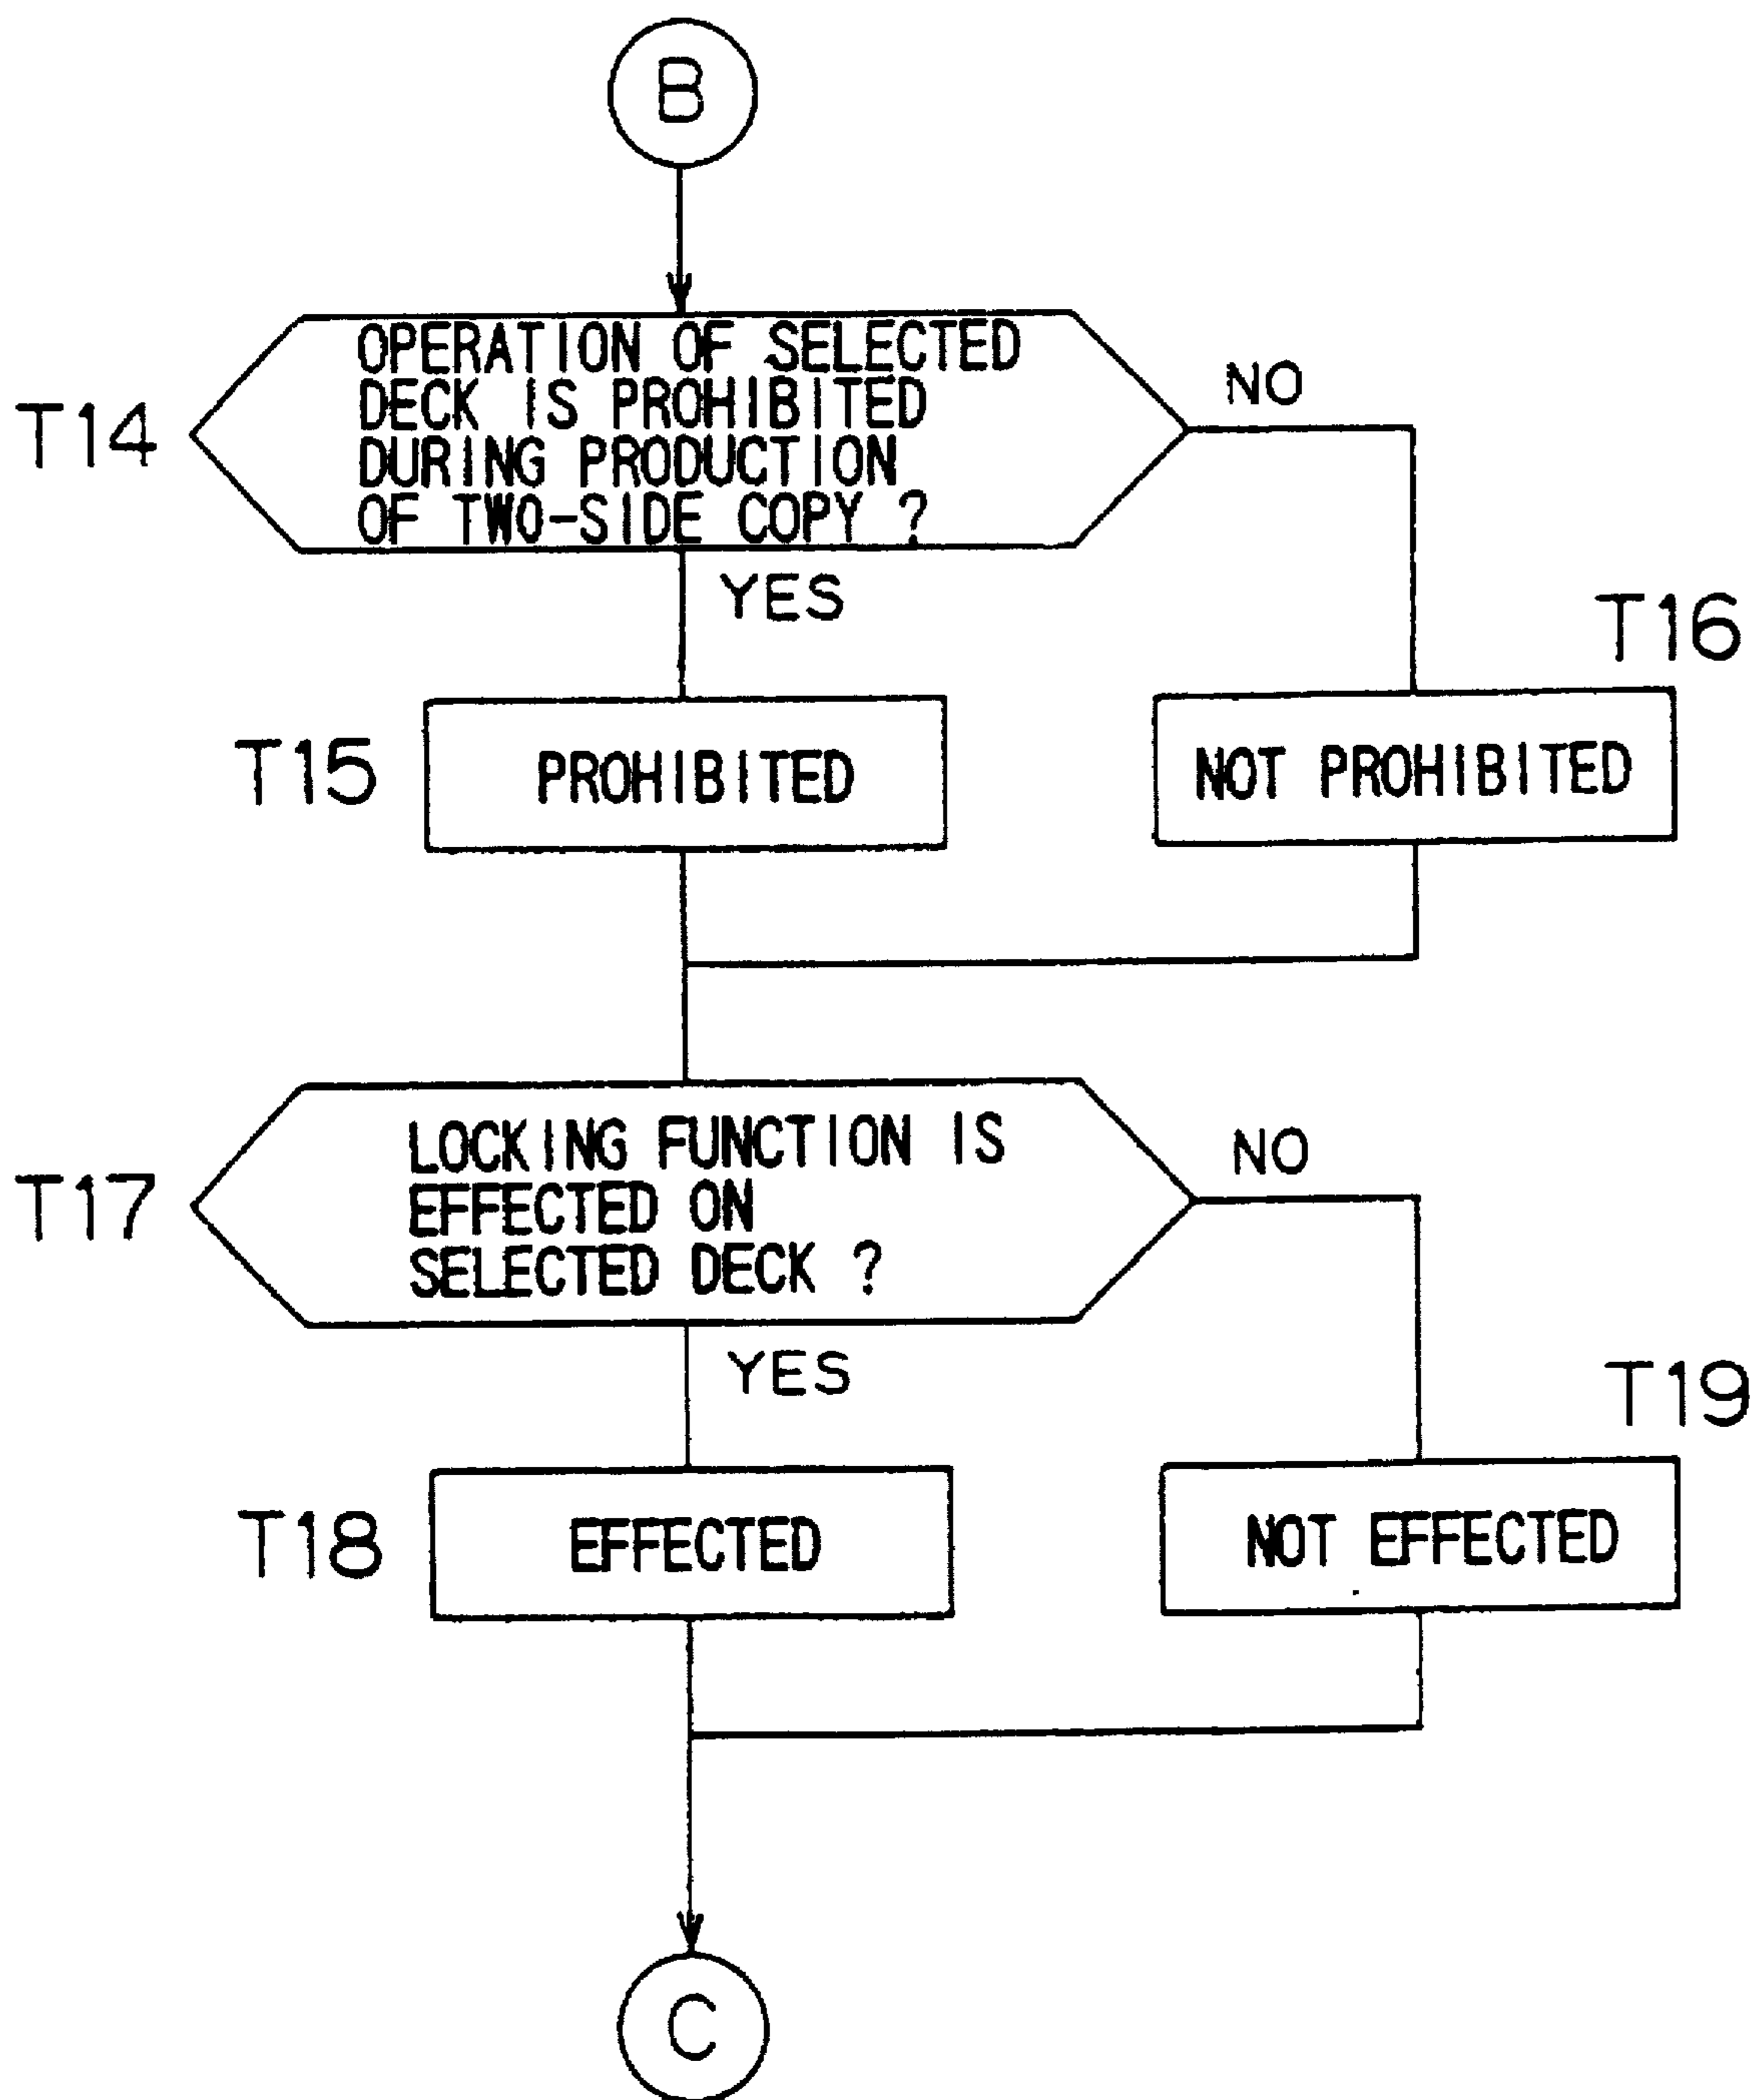 B
T14
OPERATION OF SELECTED
DECK IS PROHIBITED
DURING PRODUCTION
OF TWO-SIDE COPY ?
NO
YES
T16
T15
PROHIBITED
NOT PROHIBITED
T17
LOCKING FUNCTION IS
EFFECTED ON
SELECTED DECK ?
NO
YES
T19
T18
EFFECTED
NOT EFFECTED
C